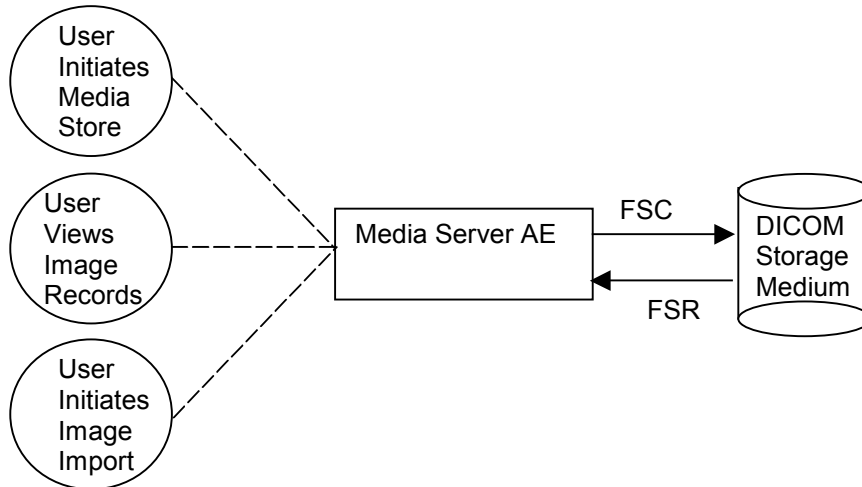 User
Initiates
Media
Store
User
Views
Image
Records
User
Initiates
Image
Import
Media Server AE
FSC
FSR
DICOM
Storage
Medium